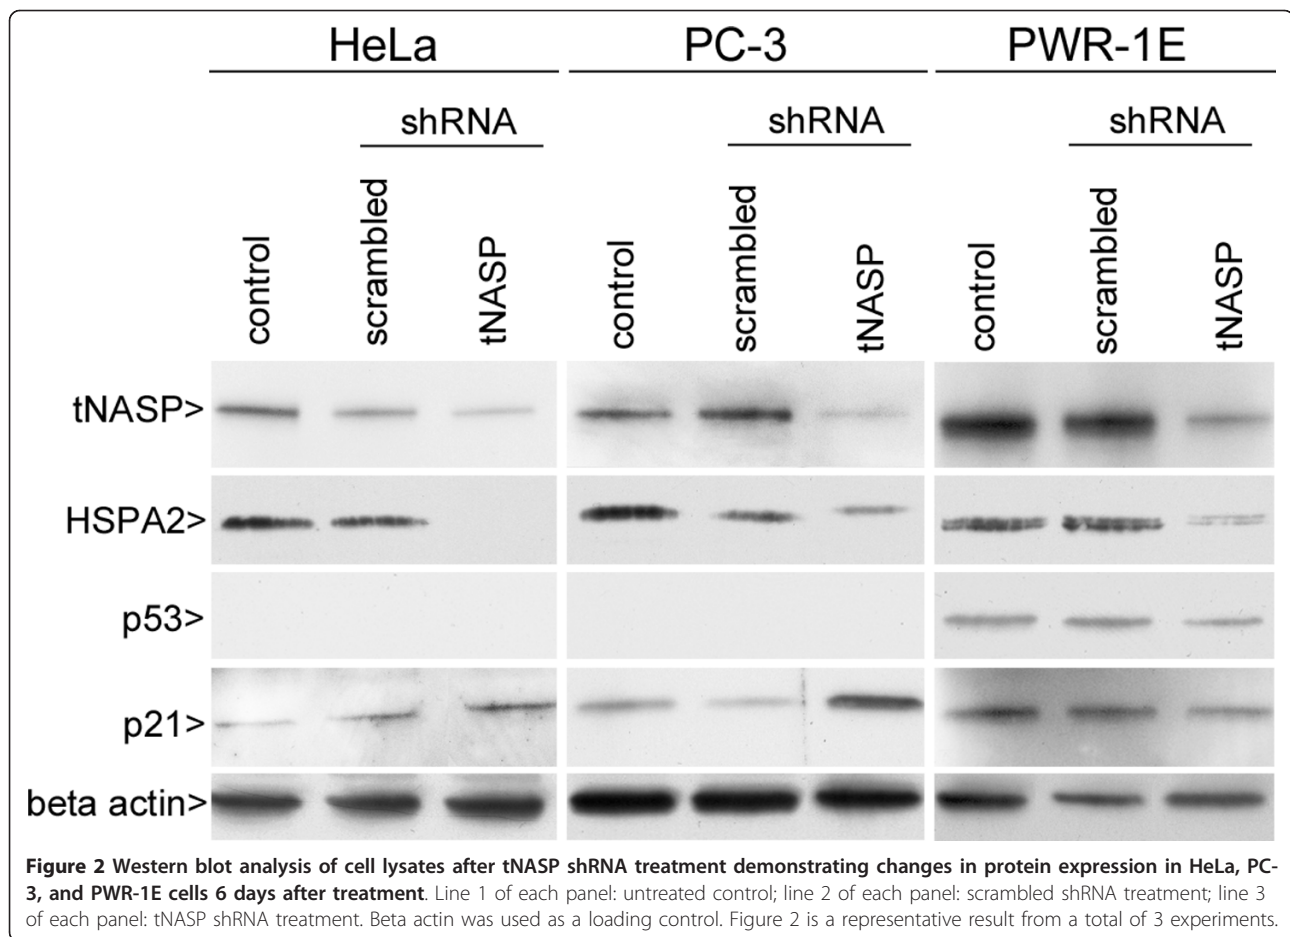 HeLa PC-3 PWR-1E
shRNA shRNA shRNA
control scrambled tNASP control scrambled tNASP control scrambled tNASP
tNASP>
HSPA2>
p53>
p21>
beta actin>
Figure 2 Western blot analysis of cell lysates after tNASP shRNA treatment demonstrating changes in protein expression in HeLa, PC-
3, and PWR-1E cells 6 days after treatment. Line 1 of each panel: untreated control; line 2 of each panel: scrambled shRNA treatment; line 3
of each panel: tNASP shRNA treatment. Beta actin was used as a loading control. Figure 2 is a representative result from a total of 3 experiments.